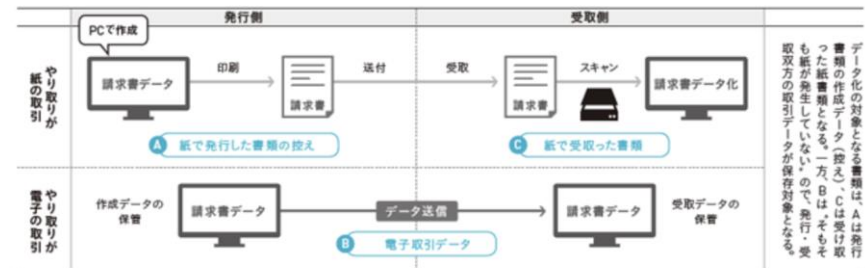 発行側
受取側
PCで作成
やり取りが
紙の取引
請求書データ
印刷
請求書
送付
受取
請求書
スキャン
請求書データ化
A 紙で発行した書類の控え
C 紙で受取った書類
やり取りが
電子の取引
作成データの
保管
請求書データ
データ送信
請求書データ
受取データの
保管
B 電子取引データ
データ化の対象となる書類は、Aは発行
書類の作成データ（控え）、Cは受け取
った紙書類となる。一方、Bは“そもそ
も紙が発生していない”ので、発行・受
取双方の取引データが保存対象となる。